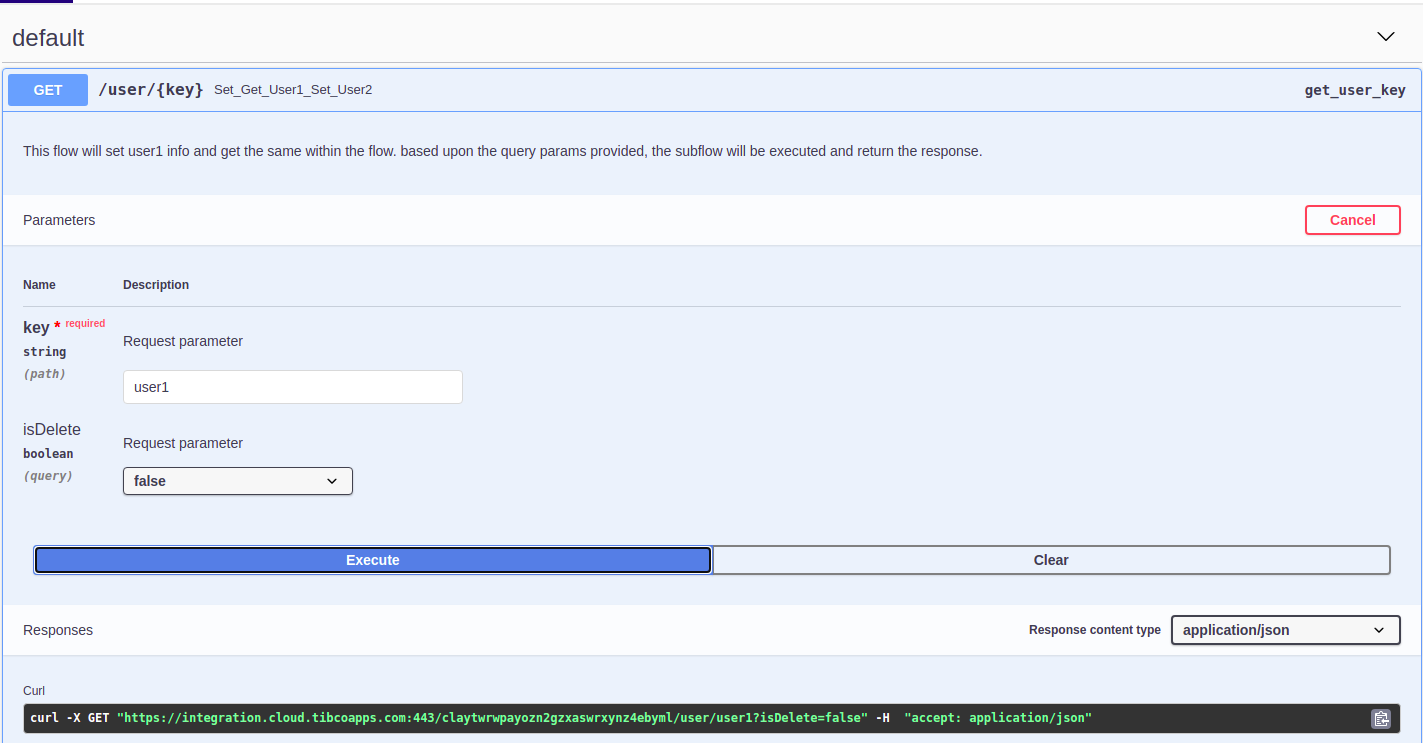 default
GET /user/{key} Set_Get_User1_Set_User2 get_user_key
This flow will set user1 info and get the same within the flow. based upon the query params provided, the subflow will be executed and return the response.
Parameters Cancel
Name Description
key * required
string
(path)
Request parameter
user1
isDelete
boolean
(query)
Request parameter
false
Execute Clear
Responses Response content type application/json
Curl
curl -X GET "https://integration.cloud.tibcoapps.com:443/claytwrwpayozn2gzxaswrxynz4ebyml/user/user1?isDelete=false" -H  "accept: application/json"